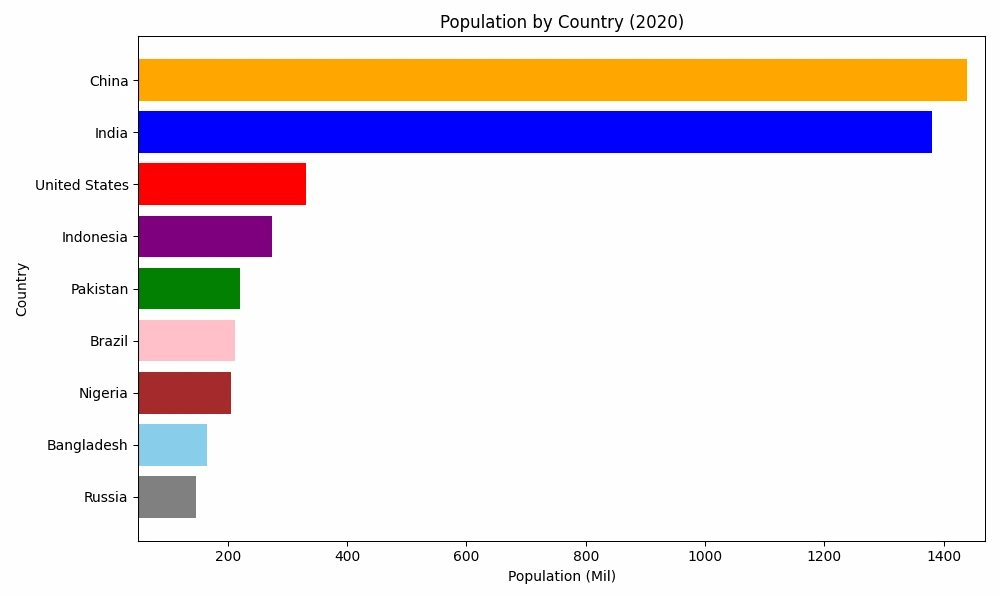 Population by Country (2020)
Country
China
India
United States
Indonesia
Pakistan
Brazil
Nigeria
Bangladesh
Russia
200 400 600 800 1000 1200 1400
Population (Mil)